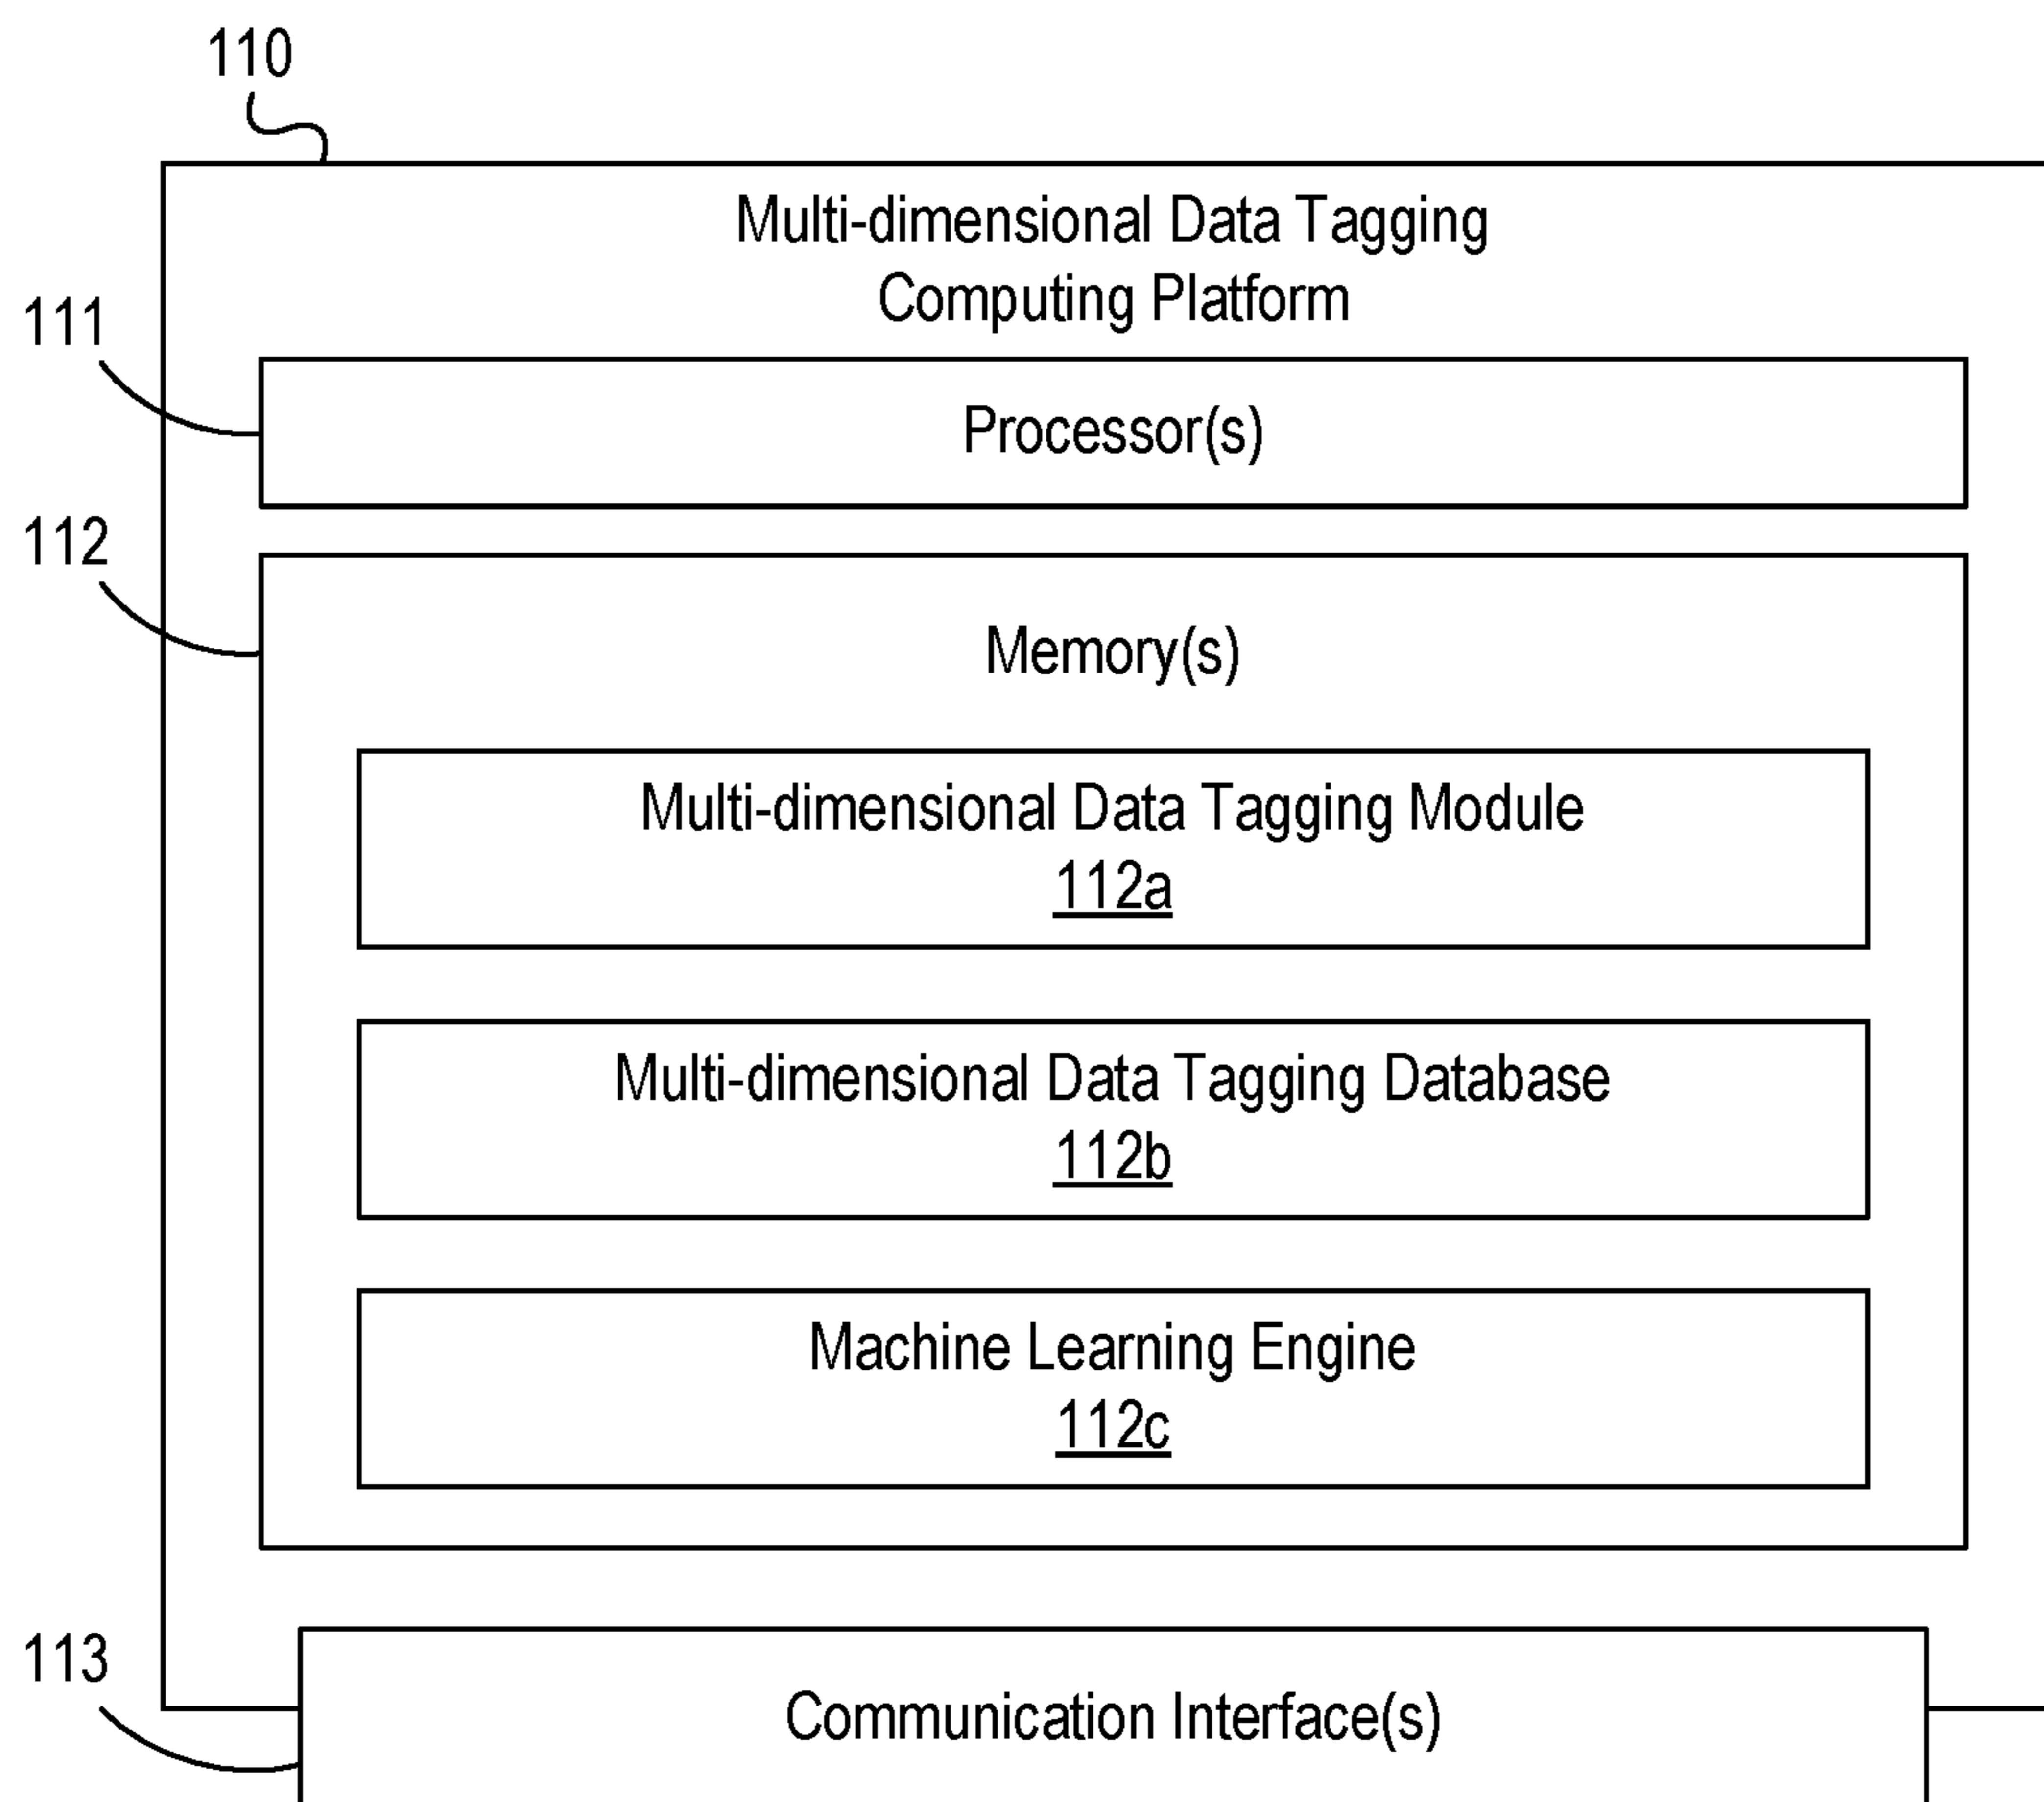 110
Multi-dimensional Data Tagging
Computing Platform
111
Processor(s)
112
Memory(s)
Multi-dimensional Data Tagging Module
112a
Multi-dimensional Data Tagging Database
112b
Machine Learning Engine
112c
113
Communication Interface(s)